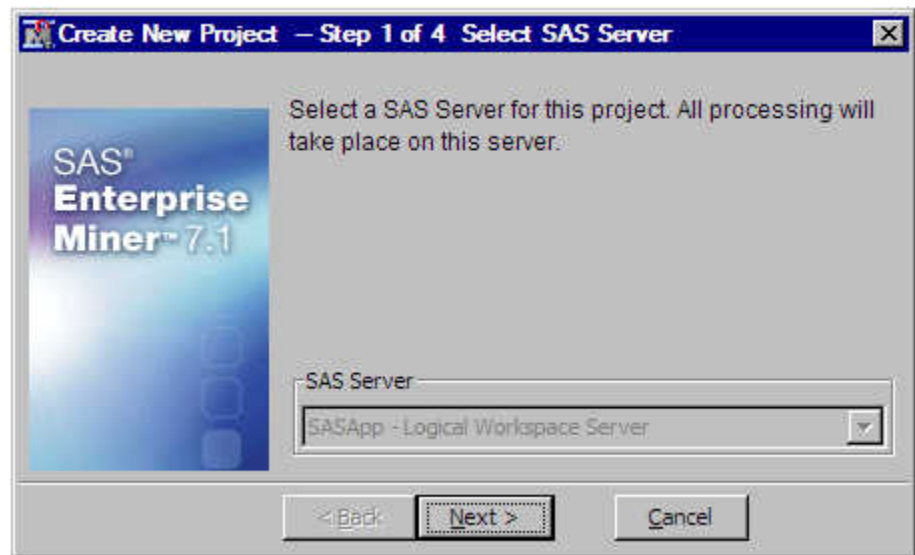 Create New Project – Step 1 of 4 Select SAS Server
Select a SAS Server for this project. All processing will
take place on this server.
SAS®
Enterprise
Miner™ 7.1
SAS Server
SASApp - Logical Workspace Server
< Back
Next >
Cancel